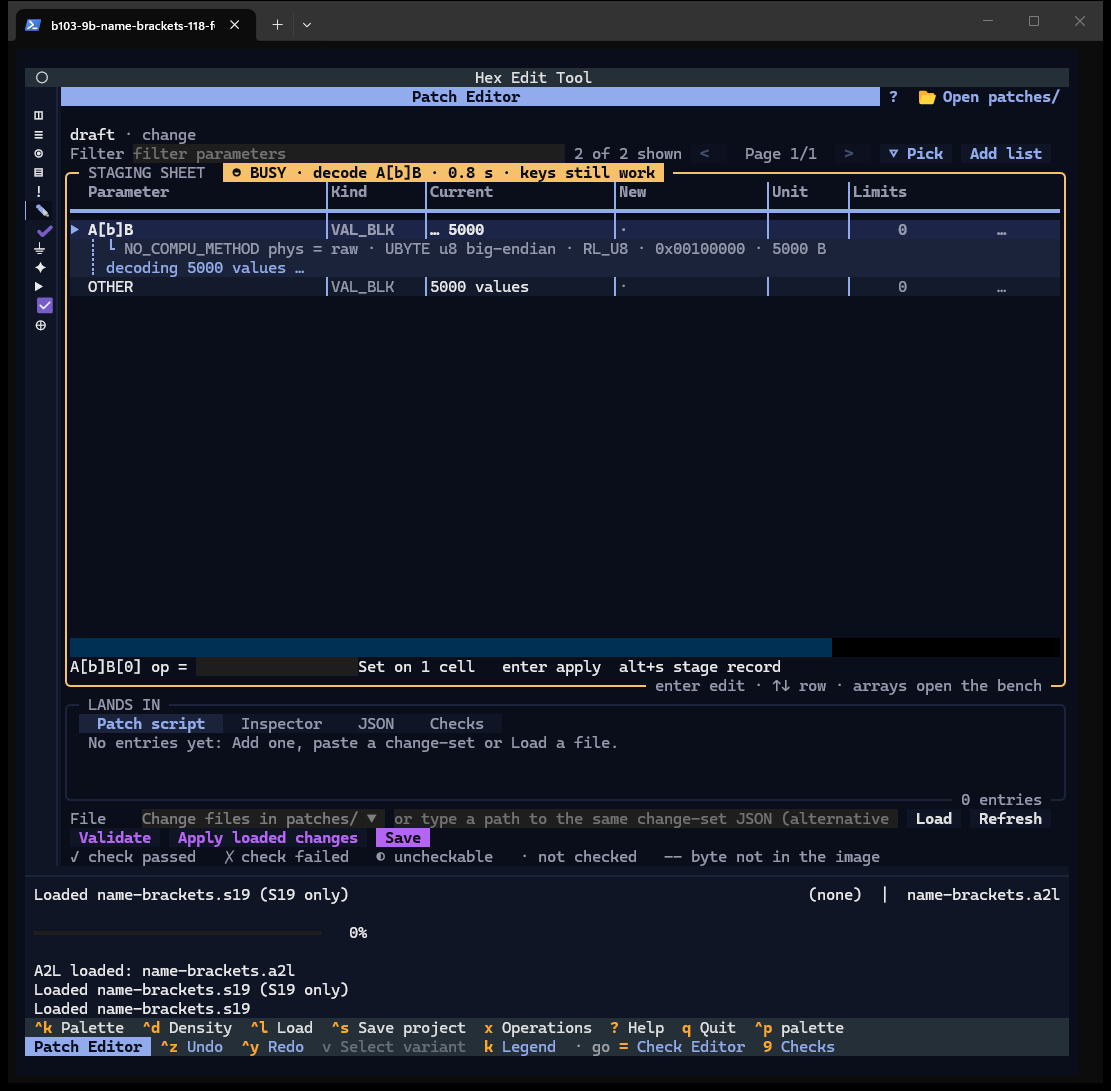 b103-9b-name-brackets-118-f
Hex Edit Tool
Patch Editor ? Open patches/
draft · change
Filter filter parameters 2 of 2 shown < Page 1/1 > ▼ Pick Add list
STAGING SHEET BUSY · decode A[b]B · 0.8 s · keys still work
Parameter Kind Current New Unit Limits
A[b]B VAL_BLK … 5000 · 0 …
└ NO_COMPU_METHOD phys = raw · UBYTE u8 big-endian · RL_U8 · 0x00100000 · 5000 B
decoding 5000 values …
OTHER VAL_BLK 5000 values · 0 …
A[b]B[0] op = Set on 1 cell enter apply alt+s stage record
enter edit · ↑↓ row · arrays open the bench
LANDS IN
Patch script Inspector JSON Checks
No entries yet: Add one, paste a change-set or Load a file.
0 entries
File Change files in patches/ ▼ or type a path to the same change-set JSON (alternative Load Refresh
Validate Apply loaded changes Save
✓ check passed ✗ check failed ◐ uncheckable · not checked -- byte not in the image
Loaded name-brackets.s19 (S19 only) (none) | name-brackets.a2l
0%
A2L loaded: name-brackets.a2l
Loaded name-brackets.s19 (S19 only)
Loaded name-brackets.s19
^k Palette ^d Density ^l Load ^s Save project x Operations ? Help q Quit ^p palette
Patch Editor ^z Undo ^y Redo v Select variant k Legend · go = Check Editor 9 Checks